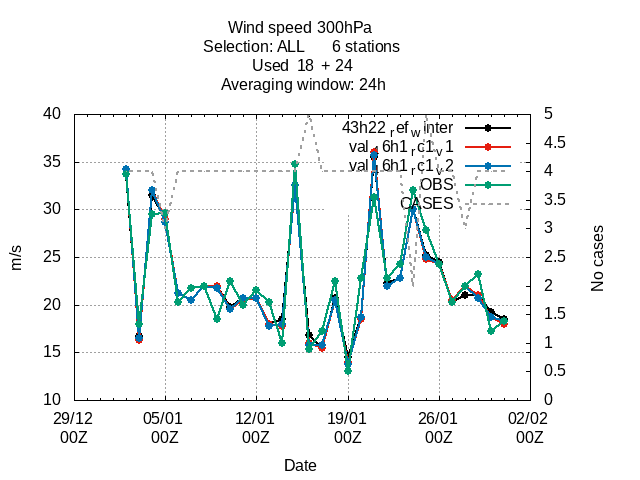 Wind speed 300hPa
Selection: ALL 6 stations
Used 18 + 24
Averaging window: 24h
43h22_ref_winter
val_6h1_rc1_v1
val_6h1_rc1_v2
OBS
CASES
40
35
30
25
20
15
10
5
4.5
4
3.5
3
2.5
2
1.5
1
0.5
0
m/s
No cases
29/12 05/01 12/01 19/01 26/01 02/02
00Z 00Z 00Z 00Z 00Z 00Z
Date